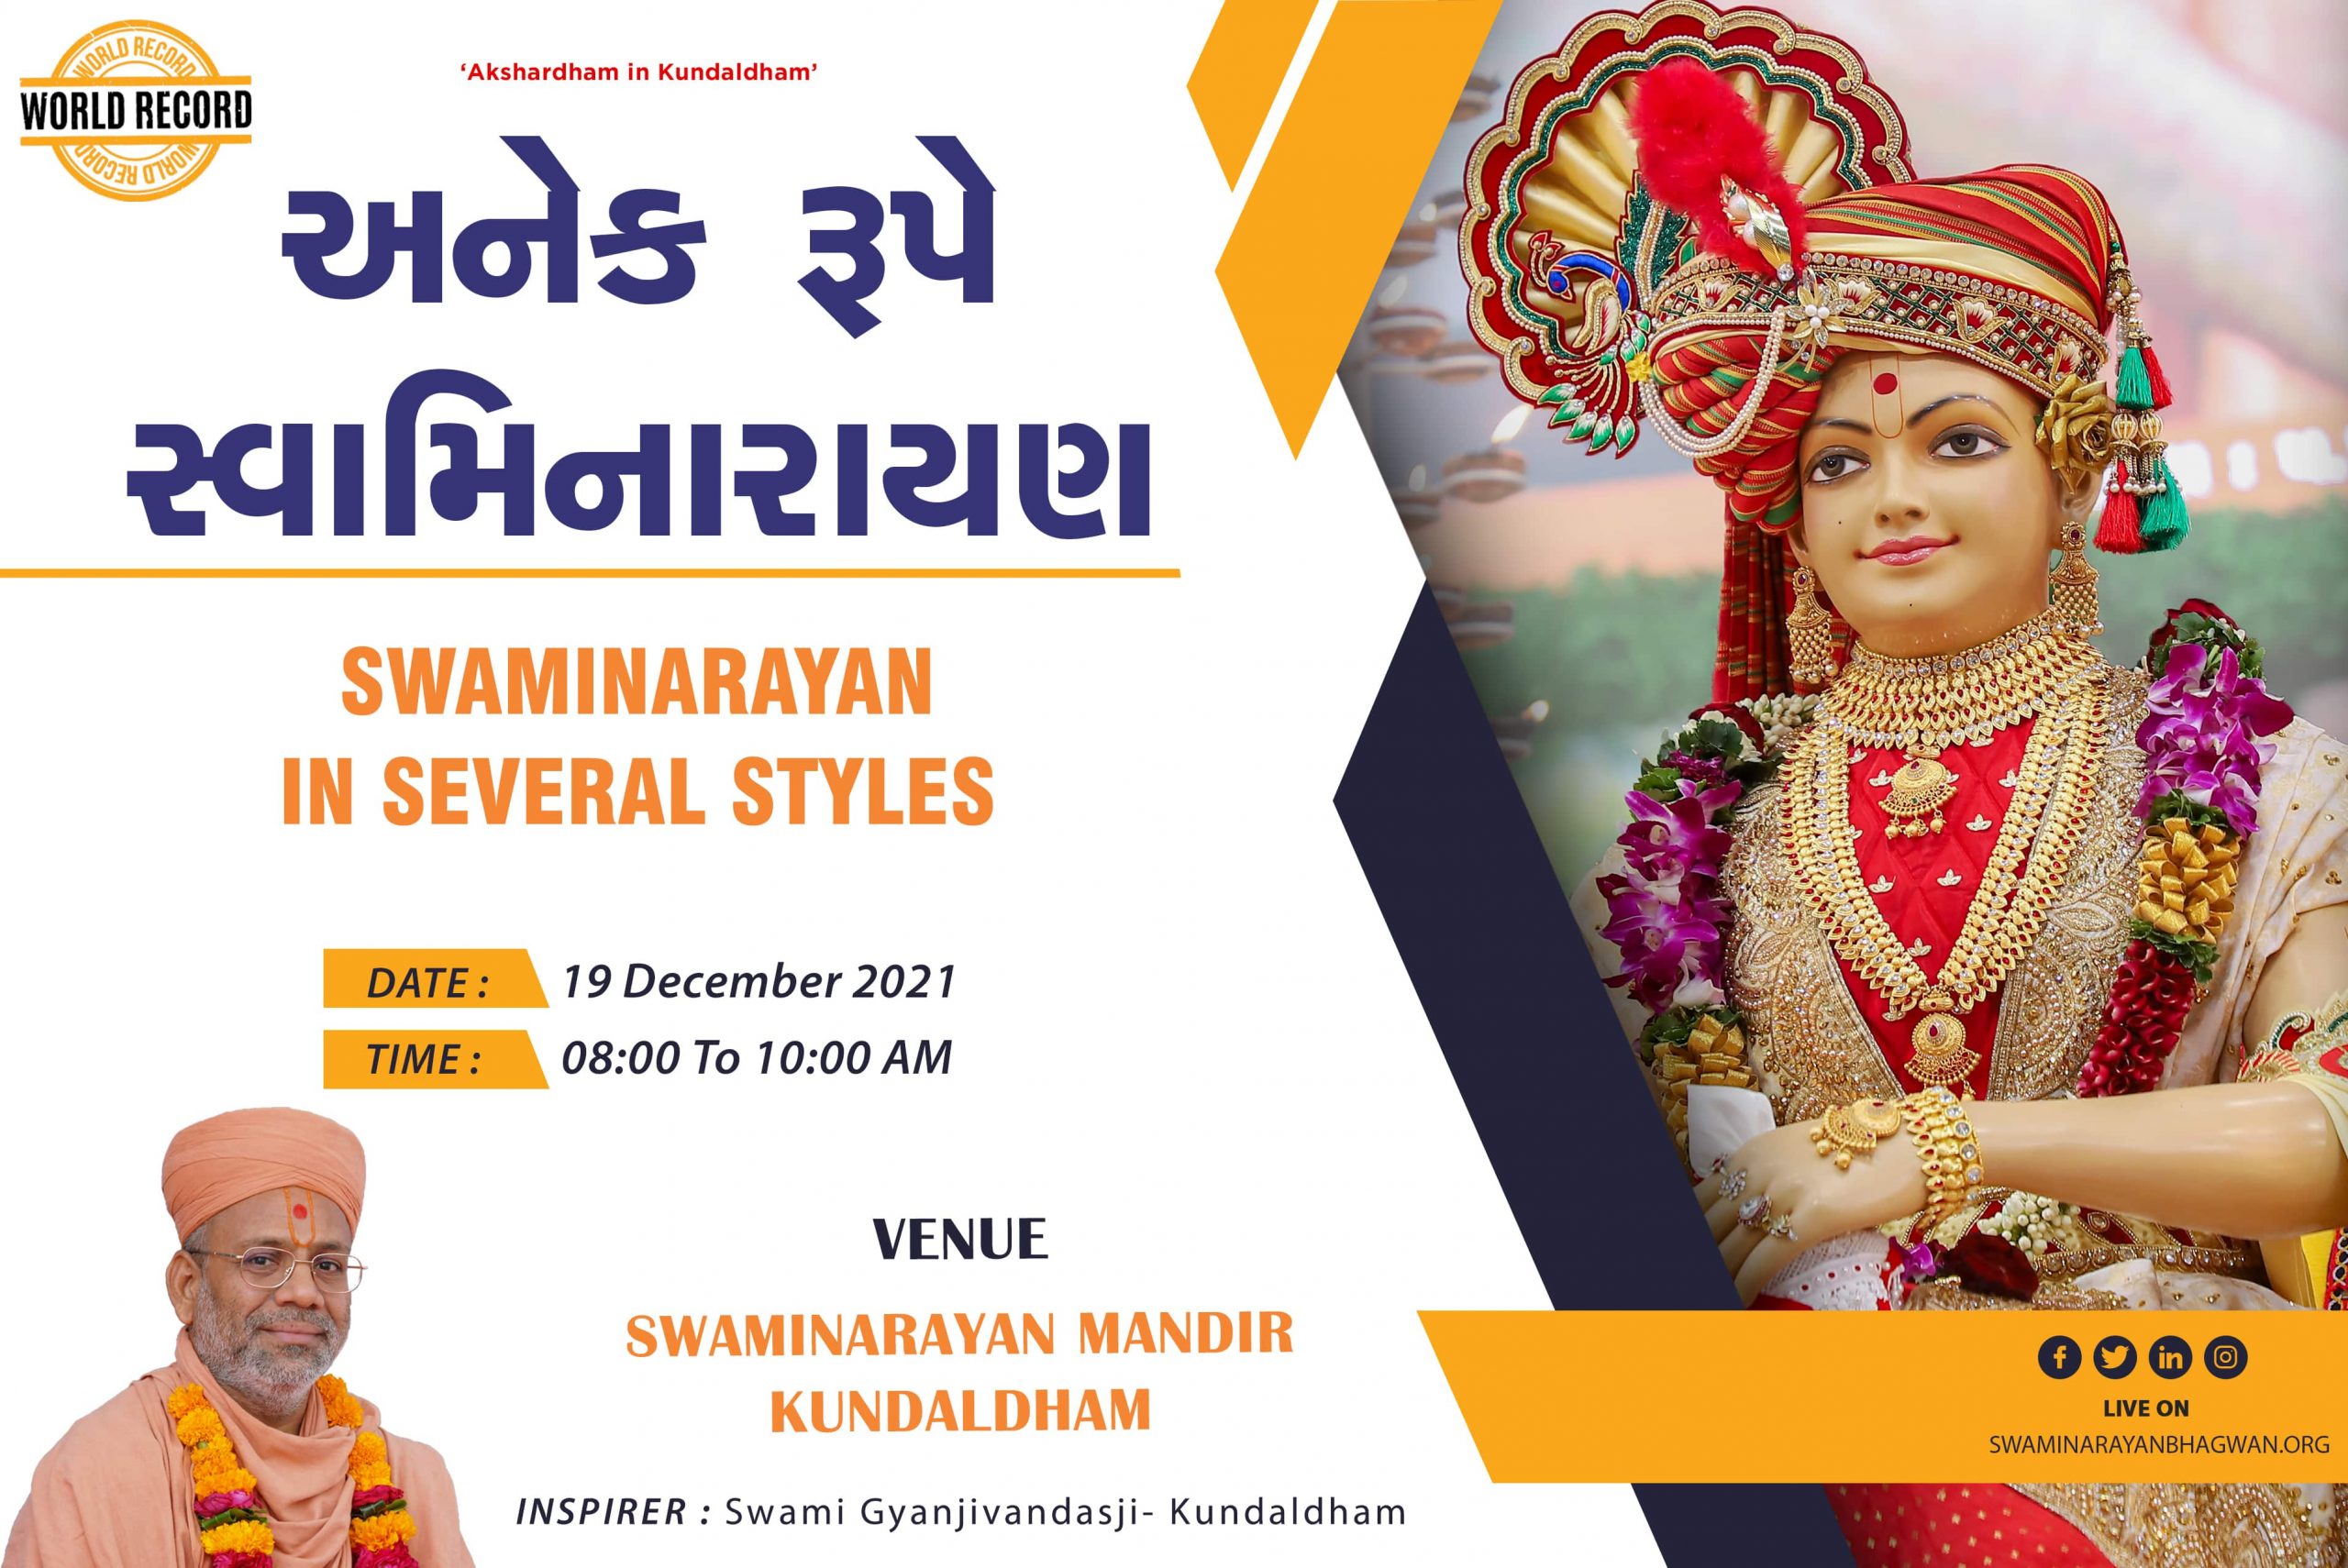 WORLD RECORD
WORLD RECORD
WORLD RECORD
WORLD RECORD
‘Akshardham in Kundaldham’
અનેક રૂપે
સ્વામિનારાયણ
SWAMINARAYAN
IN SEVERAL STYLES
DATE : 19 December 2021
TIME : 08:00 To 10:00 AM
VENUE
SWAMINARAYAN MANDIR
KUNDALDHAM
INSPIRER : Swami Gyanjivandasji- Kundaldham
LIVE ON
SWAMINARAYANBHAGWAN.ORG